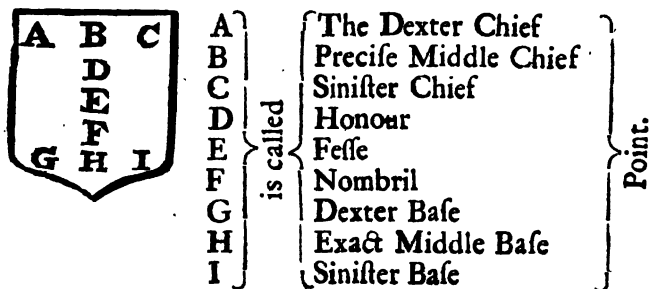 A B C
D
E
F
G H I
A The Dexter Chief
B Preciſe Middle Chief
C Siniſter Chief
D Honour
E Feſſe
F Nombril
G Dexter Baſe
H Exact Middle Baſe
I Siniſter Baſe
is called
Point.